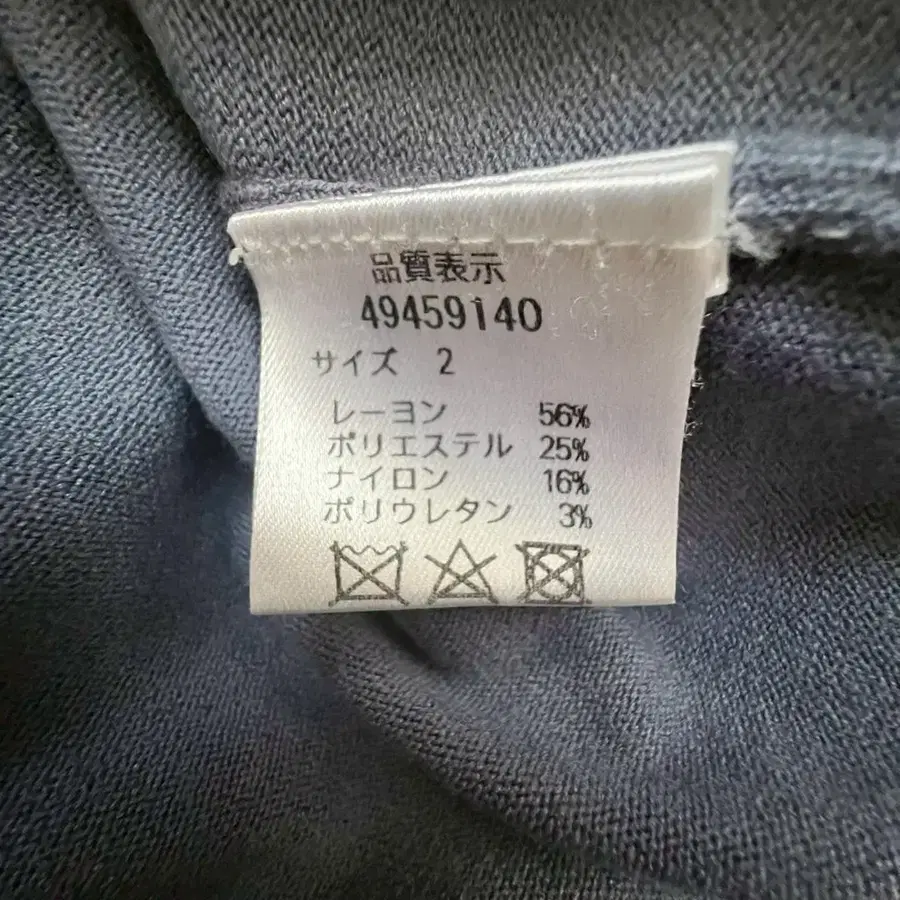 品質表示
49459140
サイズ 2
レーヨン 56%
ポリエステル 25%
ナイロン 16%
ポリウレタン 3%